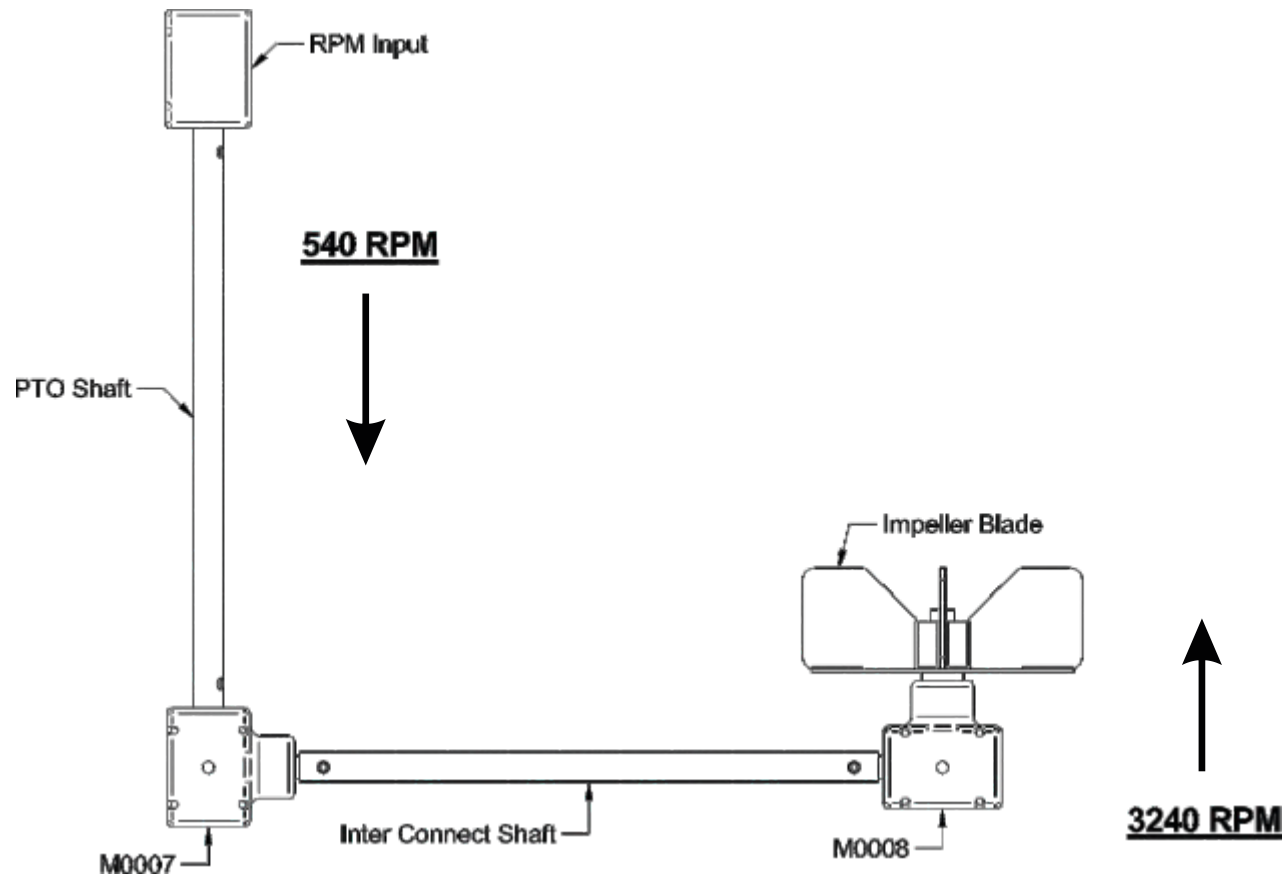 RPM Input
540 RPM
PTO Shaft
Impeller Blade
Inter Connect Shaft
M0007
M0008
3240 RPM